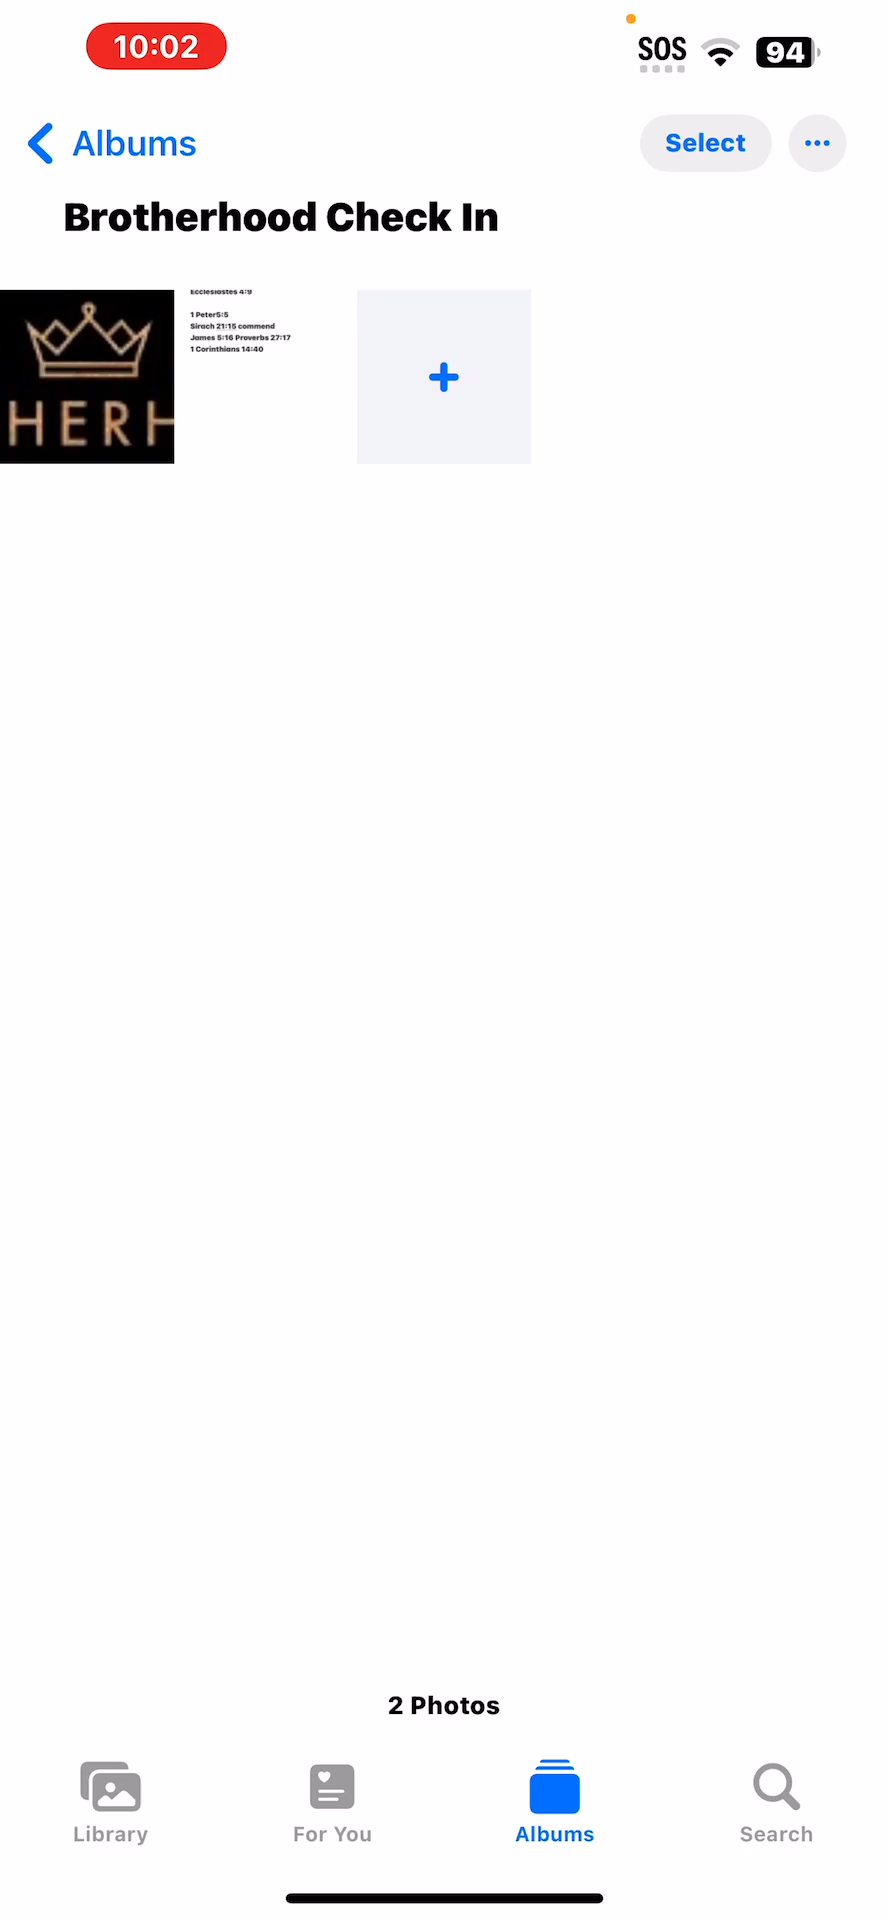 10:02
SOS
94
Albums
Select
Brotherhood Check In
HERH
Ecclesiastes 4:9
1 Peter5:5
Sirach 21:15 commend
James 5:16 Proverbs 27:17
1 Corinthians 14:40
2 Photos
Library
For You
Albums
Search